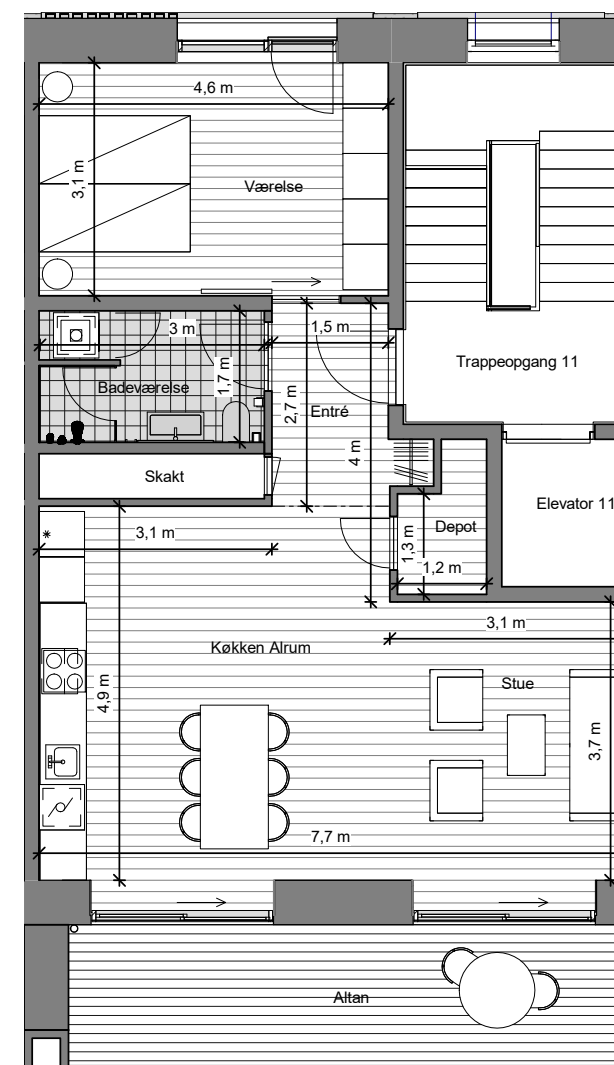 4,6 m
3,1 m
Værelse
3 m
1,5 m
Trappeopgang 11
Badeværelse
1,7 m
2,7 m
Entré
4 m
Skakt
Elevator 11
Depot
3,1 m
1,3 m
1,2 m
3,1 m
Køkken Alrum
Stue
4,9 m
3,7 m
7,7 m
Altan